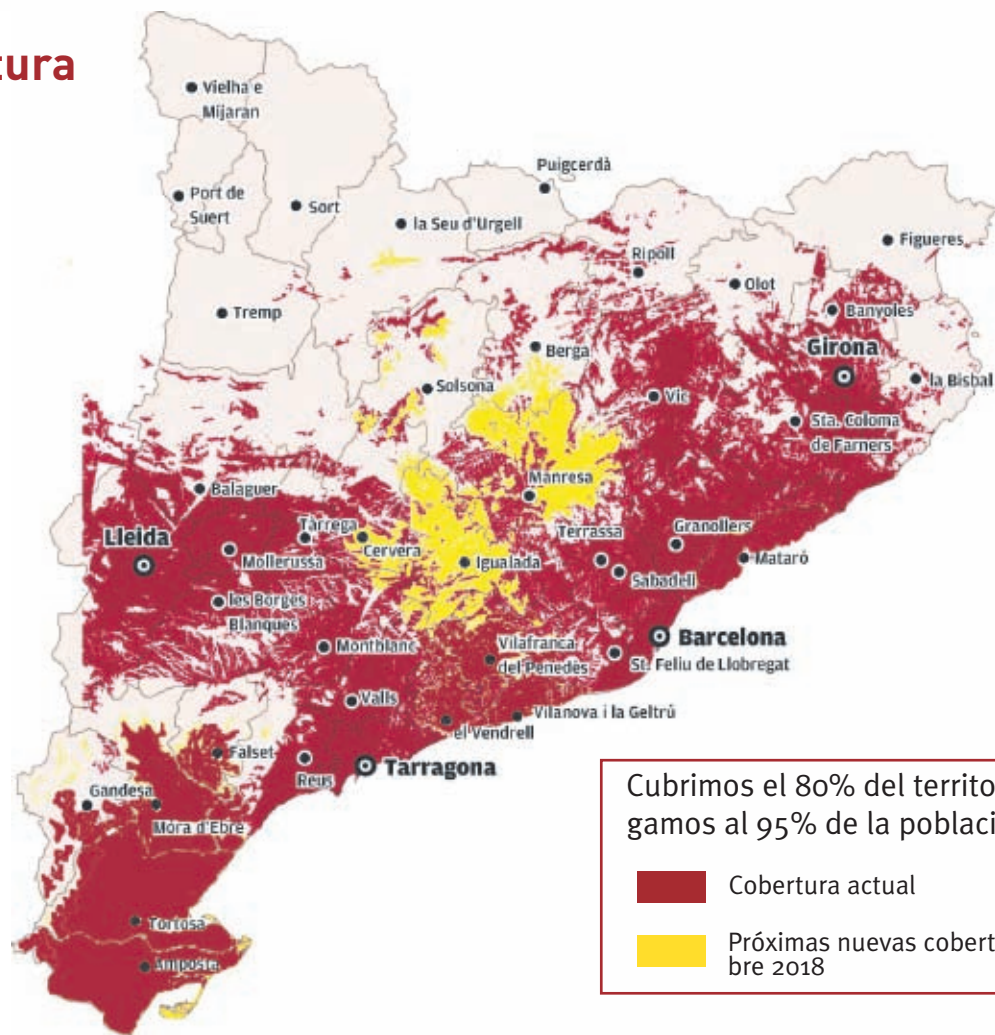 tura
Vielha e
Mijaran
Puigcerdà
Port de
Suert
Sort
la Seu d'Urgell
Figueres
Ripoll
Olot
Tremp
Banyoles
Berga
Girona
Solsona
la Bisbal
Vic
Sta. Coloma
de Farners
Balaguer
Manresa
Granollers
Tàrrega
Terrassa
Lleida
Cervera
Mollerussa
Igualada
Mataró
Sabadell
les Borges
Blanques
Barcelona
Montblanc
Vilafranca
del Penedès
St. Feliu de Llobregat
Valls
Vilanova i la Geltrú
el Vendrell
Falset
Reus
Tarragona
Gandesa
Móra d'Ebre
Tortosa
Amposta
Cubrimos el 80% del territo
gamos al 95% de la poblaci
Cobertura actual
Próximas nuevas cobert
bre 2018